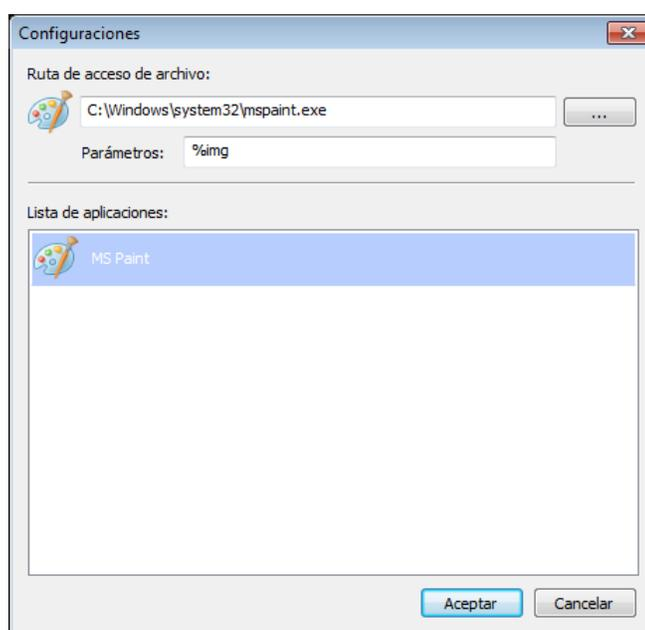 Configuraciones
Ruta de acceso de archivo:
C:\Windows\system32\mspaint.exe
...
Parámetros:
%img
Lista de aplicaciones:
MS Paint
Aceptar
Cancelar